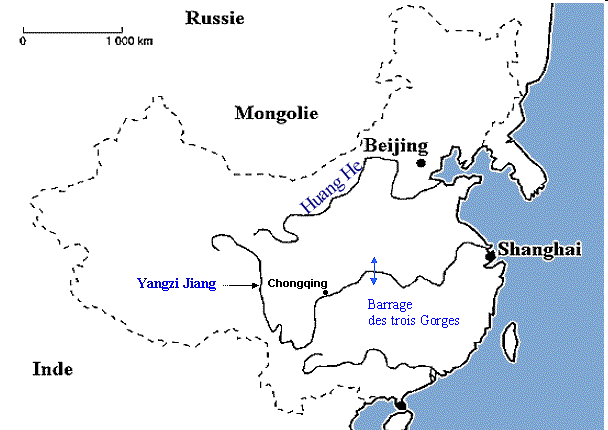 Russie
1 000 km
0
Mongolie
Beijing
Huang He
Shanghai
Yangzi Jiang
Chongqing
Barrage
des trois Gorges
Inde